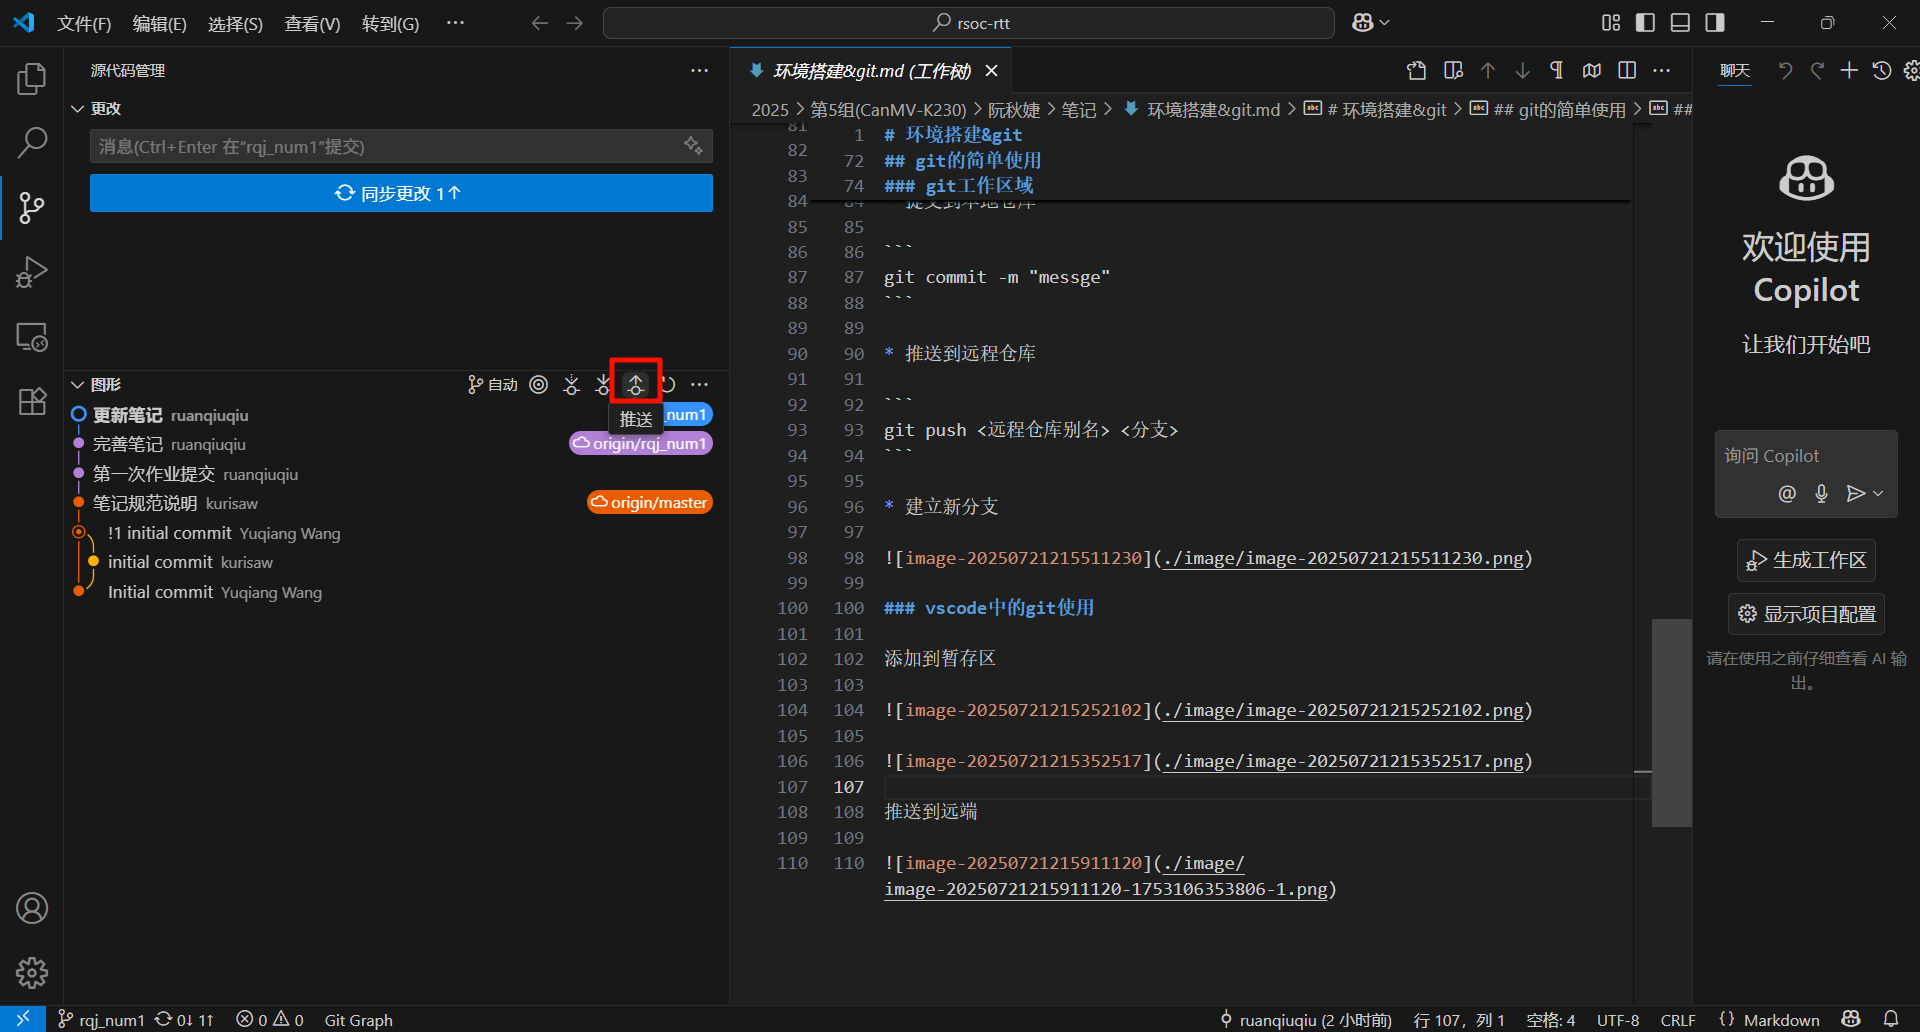 文件(F) 编辑(E) 选择(S) 查看(V) 转到(G) ··· rsoc-rtt
源代码管理
更改
消息(Ctrl+Enter 在“rqj_num1”提交)
同步更改 1↑
图形 自动
推送
更新笔记 ruanqiuqiu _num1
完善笔记 ruanqiuqiu origin/rqj_num1
第一次作业提交 ruanqiuqiu
笔记规范说明 kurisaw origin/master
!1 initial commit Yuqiang Wang
initial commit kurisaw
Initial commit Yuqiang Wang
环境搭建&git.md (工作树)
2025 > 第5组(CanMV-K230) > 阮秋婕 > 笔记 > 环境搭建&git.md > # 环境搭建&git > ## git的简单使用 > ##
81 1 # 环境搭建&git
82 72 ## git的简单使用
83 74 ### git工作区域
84 84 提交到本地仓库
85 85
86 86 ```
87 87 git commit -m "messge"
88 88 ```
89 89
90 90 * 推送到远程仓库
91 91
92 92 ```
93 93 git push <远程仓库别名> <分支>
94 94 ```
95 95
96 96 * 建立新分支
97 97
98 98 ![image-20250721215511230](./image/image-20250721215511230.png)
99 99
100 100 ### vscode中的git使用
101 101
102 102 添加到暂存区
103 103
104 104 ![image-20250721215252102](./image/image-20250721215252102.png)
105 105
106 106 ![image-20250721215352517](./image/image-20250721215352517.png)
107 107
108 108 推送到远端
109 109
110 110 ![image-20250721215911120](./image/
image-20250721215911120-1753106353806-1.png)
聊天
欢迎使用
Copilot
让我们开始吧
询问 Copilot
@
生成工作区
显示项目配置
请在使用之前仔细查看 AI 输
出。
rqj_num1 0↓ 1↑ 0 0 Git Graph ruanqiuqiu (2 小时前) 行 107，列 1 空格: 4 UTF-8 CRLF {} Markdown